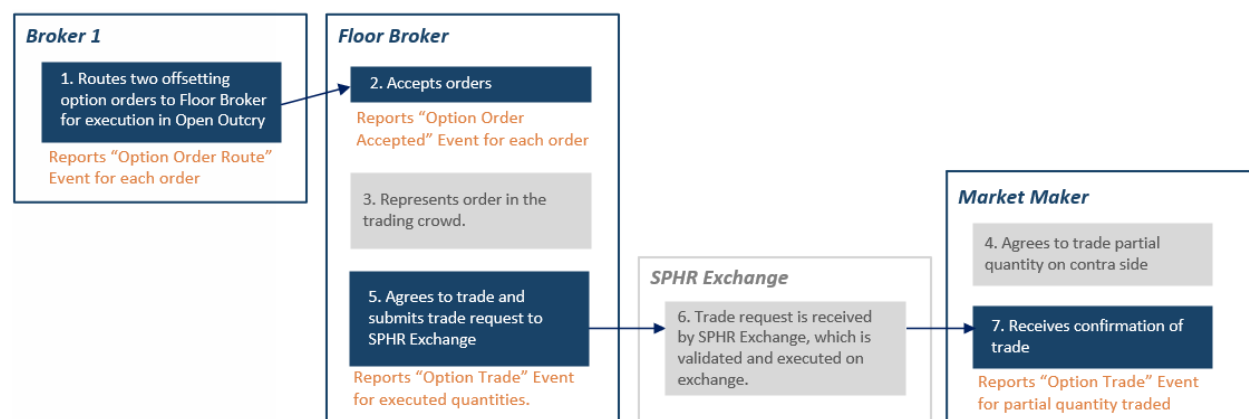 Broker 1
1. Routes two offsetting
option orders to Floor Broker
for execution in Open Outcry
Reports “Option Order Route”
Event for each order
Floor Broker
2. Accepts orders
Reports “Option Order
Accepted” Event for each order
3. Represents order in the
trading crowd.
5. Agrees to trade and
submits trade request to
SPHR Exchange
Reports “Option Trade” Event
for executed quantities.
SPHR Exchange
6. Trade request is received
by SPHR Exchange, which is
validated and executed on
exchange.
Market Maker
4. Agrees to trade partial
quantity on contra side
7. Receives confirmation of
trade
Reports “Option Trade” Event
for partial quantity traded